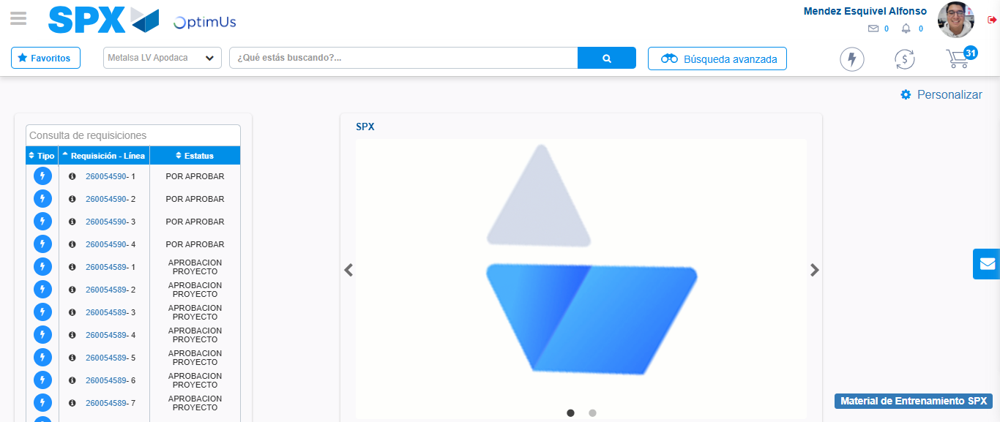 SPX
OptimUs
Mendez Esquivel Alfonso
0 0
Favoritos
Metalsa LV Apodaca
¿Qué estás buscando?...
Búsqueda avanzada
$
31
Personalizar
Consulta de requisiciones
Tipo Requisición - Línea Estatus
260054590- 1 POR APROBAR
260054590- 2 POR APROBAR
260054590- 3 POR APROBAR
260054590- 4 POR APROBAR
260054589- 1 APROBACION
PROYECTO
260054589- 2 APROBACION
PROYECTO
260054589- 3 APROBACION
PROYECTO
260054589- 4 APROBACION
PROYECTO
260054589- 5 APROBACION
PROYECTO
260054589- 6 APROBACION
PROYECTO
260054589- 7 APROBACION
PROYECTO
SPX
Material de Entrenamiento SPX